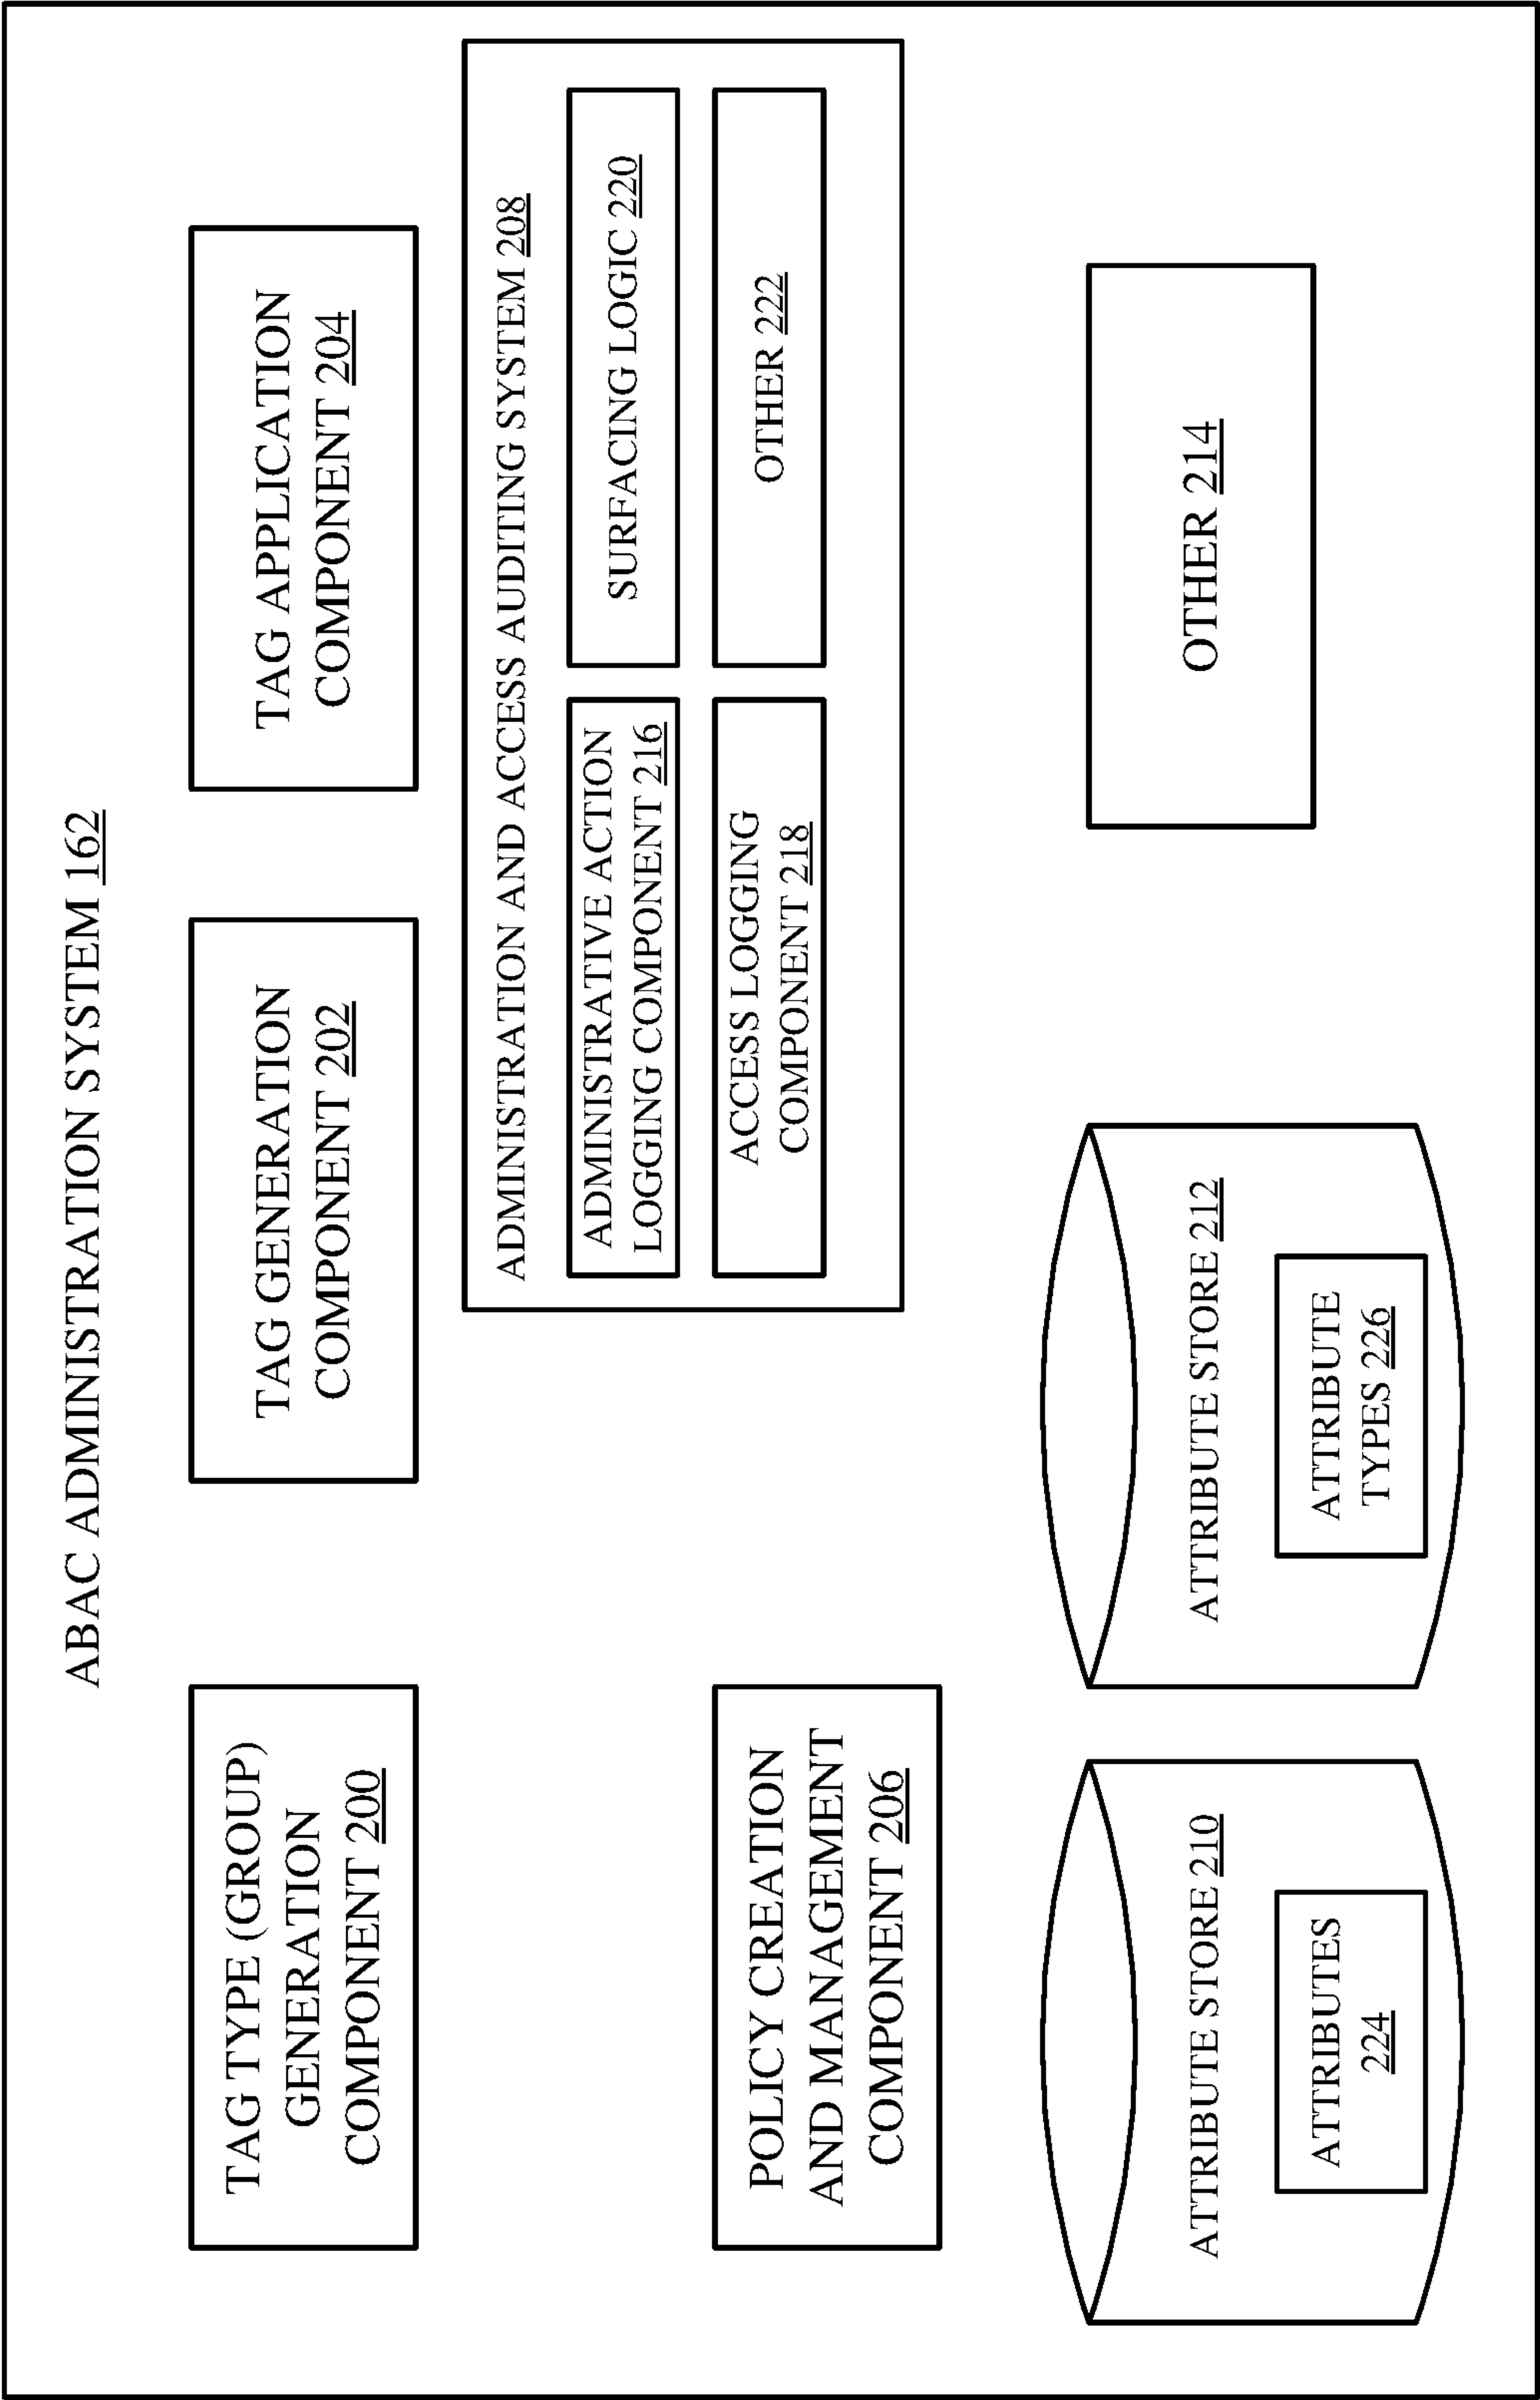 ABAC ADMINISTRATION SYSTEM 162
TAG TYPE (GROUP)
GENERATION
COMPONENT 200
TAG GENERATION
COMPONENT 202
TAG APPLICATION
COMPONENT 204
POLICY CREATION
AND MANAGEMENT
COMPONENT 206
ADMINISTRATION AND ACCESS AUDITING SYSTEM 208
ADMINISTRATIVE ACTION
LOGGING COMPONENT 216
SURFACING LOGIC 220
ACCESS LOGGING
COMPONENT 218
OTHER 222
ATTRIBUTE STORE 210
ATTRIBUTES
224
ATTRIBUTE STORE 212
ATTRIBUTE
TYPES 226
OTHER 214